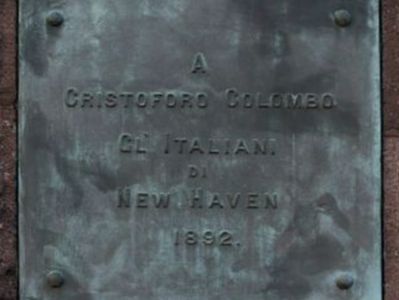 A
CRISTOFORO COLOMBO
GL' ITALIANI
DI
NEW HAVEN
1892.